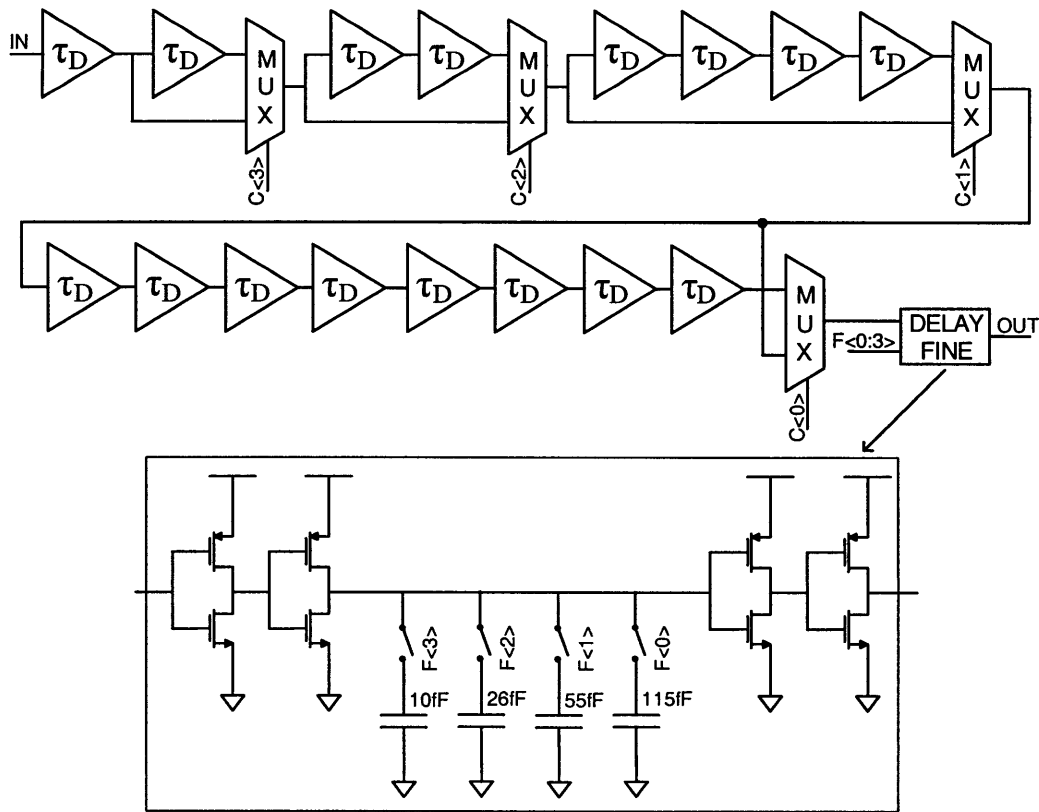 IN τD τD MUX τD τD MUX τD τD τD τD MUX
C<3> C<2> C<1>
τD τD τD τD τD τD τD τD MUX DELAY FINE OUT
F<0:3>
C<0>
F<3> F<2> F<1> F<0>
10fF 26fF 55fF 115fF